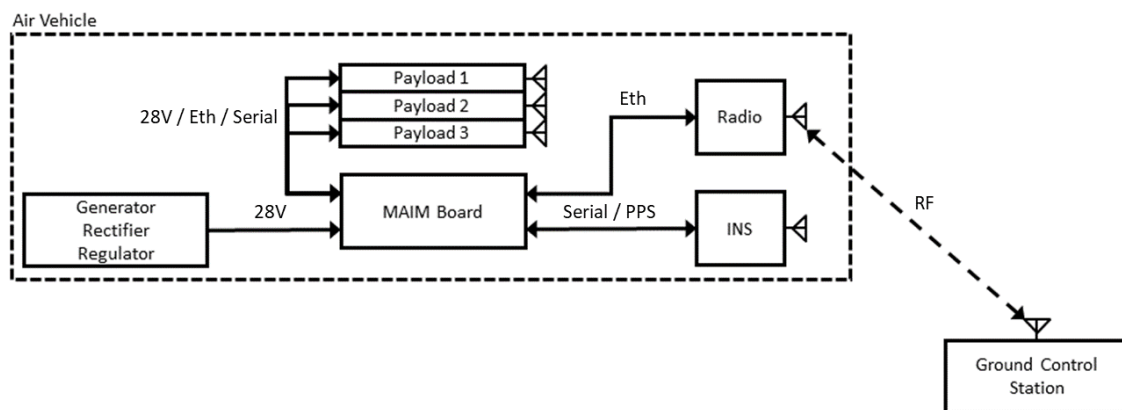 Air Vehicle
Payload 1
28V / Eth / Serial
Payload 2
Payload 3
Eth
Radio
Generator
Rectifier
Regulator
28V
MAIM Board
Serial / PPS
INS
RF
Ground Control
Station